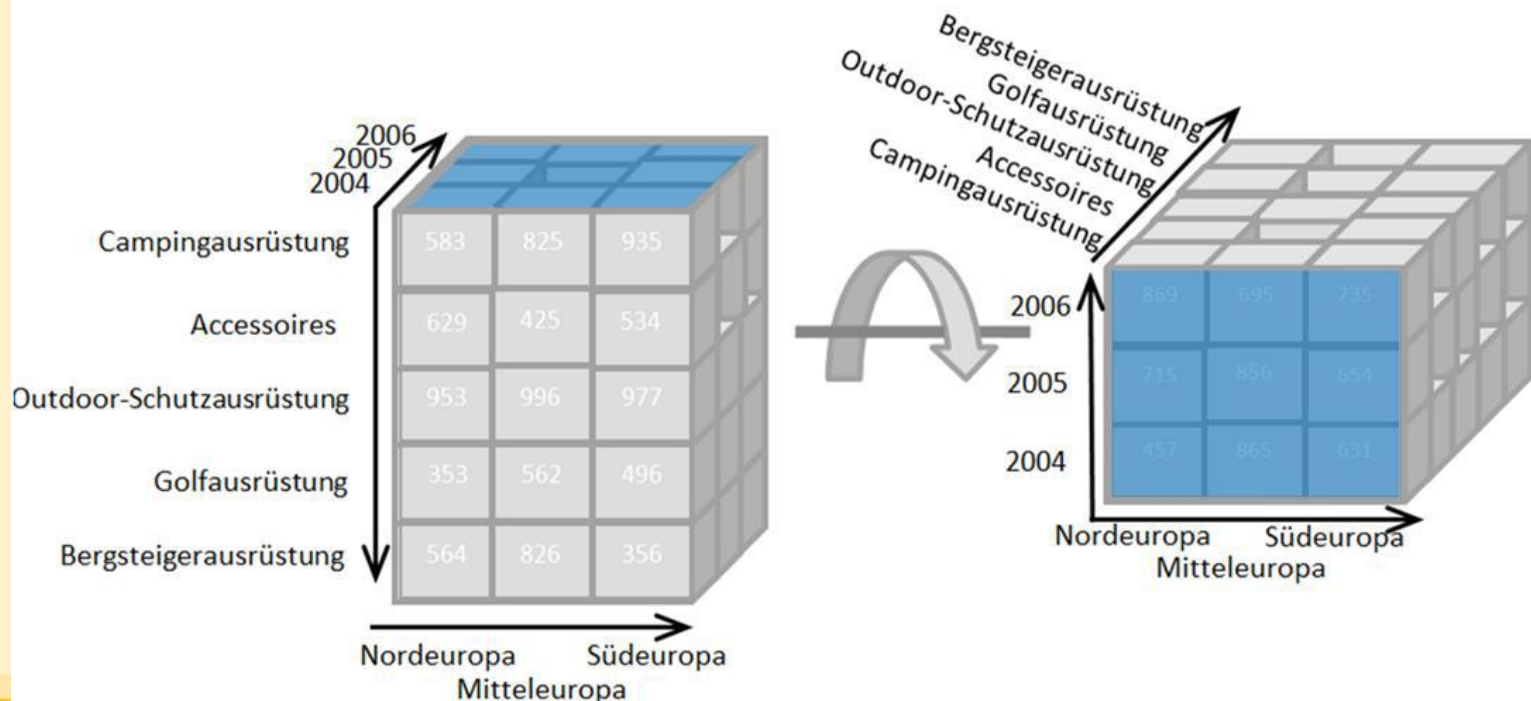 2006
2005
2004
Campingausrüstung
Accessoires
Outdoor-Schutzausrüstung
Golfausrüstung
Bergsteigerausrüstung
583 825 935
629 425 534
953 996 977
353 562 496
564 826 356
Nordeuropa Südeuropa
Mitteleuropa
Bergsteigerausrüstung
Golfausrüstung
Outdoor-Schutzausrüstung
Accessoires
Campingausrüstung
2006
2005
2004
869 695 735
715 856 654
457 865 631
Nordeuropa Südeuropa
Mitteleuropa